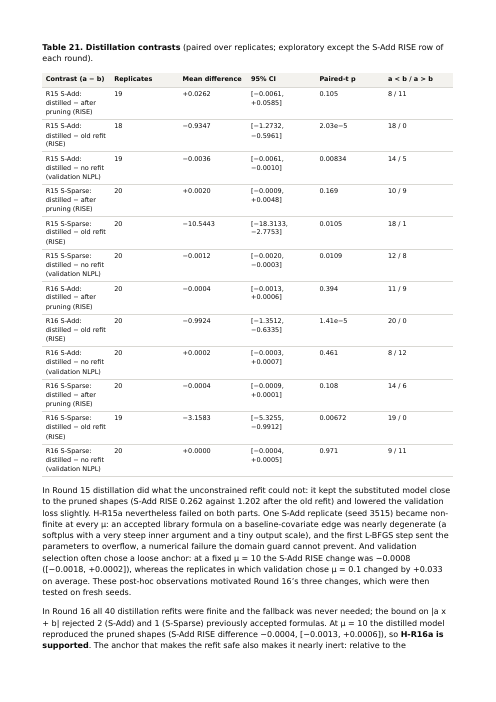 Table 21. Distillation contrasts (paired over replicates; exploratory except the S-Add RISE row of
each round).
Contrast (a − b) Replicates Mean difference 95% CI Paired-t p a < b / a > b
R15 S-Add: 19 +0.0262 [−0.0061, 0.105 8 / 11
distilled − after +0.0585]
pruning (RISE)
R15 S-Add: 18 −0.9347 [−1.2732, 2.03e−5 18 / 0
distilled − old refit −0.5961]
(RISE)
R15 S-Add: 19 −0.0036 [−0.0061, 0.00834 14 / 5
distilled − no refit −0.0010]
(validation NLPL)
R15 S-Sparse: 20 +0.0020 [−0.0009, 0.169 10 / 9
distilled − after +0.0048]
pruning (RISE)
R15 S-Sparse: 20 −10.5443 [−18.3133, 0.0105 18 / 1
distilled − old refit −2.7753]
(RISE)
R15 S-Sparse: 20 −0.0012 [−0.0020, 0.0109 12 / 8
distilled − no refit −0.0003]
(validation NLPL)
R16 S-Add: 20 −0.0004 [−0.0013, 0.394 11 / 9
distilled − after +0.0006]
pruning (RISE)
R16 S-Add: 20 −0.9924 [−1.3512, 1.41e−5 20 / 0
distilled − old refit −0.6335]
(RISE)
R16 S-Add: 20 +0.0002 [−0.0003, 0.461 8 / 12
distilled − no refit +0.0007]
(validation NLPL)
R16 S-Sparse: 20 −0.0004 [−0.0009, 0.108 14 / 6
distilled − after +0.0001]
pruning (RISE)
R16 S-Sparse: 19 −3.1583 [−5.3255, 0.00672 19 / 0
distilled − old refit −0.9912]
(RISE)
R16 S-Sparse: 20 +0.0000 [−0.0004, 0.971 9 / 11
distilled − no refit +0.0005]
(validation NLPL)
In Round 15 distillation did what the unconstrained refit could not: it kept the substituted model close
to the pruned shapes (S-Add RISE 0.262 against 1.202 after the old refit) and lowered the validation
loss slightly. H-R15a nevertheless failed on both parts. One S-Add replicate (seed 3515) became non-
finite at every μ: an accepted library formula on a baseline-covariate edge was nearly degenerate (a
softplus with a very steep inner argument and a tiny output scale), and the first L-BFGS step sent the
parameters to overflow, a numerical failure the domain guard cannot prevent. And validation
selection often chose a loose anchor: at a fixed μ = 10 the S-Add RISE change was −0.0008
([−0.0018, +0.0002]), whereas the replicates in which validation chose μ = 0.1 changed by +0.033
on average. These post-hoc observations motivated Round 16’s three changes, which were then
tested on fresh seeds.
In Round 16 all 40 distillation refits were finite and the fallback was never needed; the bound on |a x
+ b| rejected 2 (S-Add) and 1 (S-Sparse) previously accepted formulas. At μ = 10 the distilled model
reproduced the pruned shapes (S-Add RISE difference −0.0004, [−0.0013, +0.0006]), so H-R16a is
supported. The anchor that makes the refit safe also makes it nearly inert: relative to the